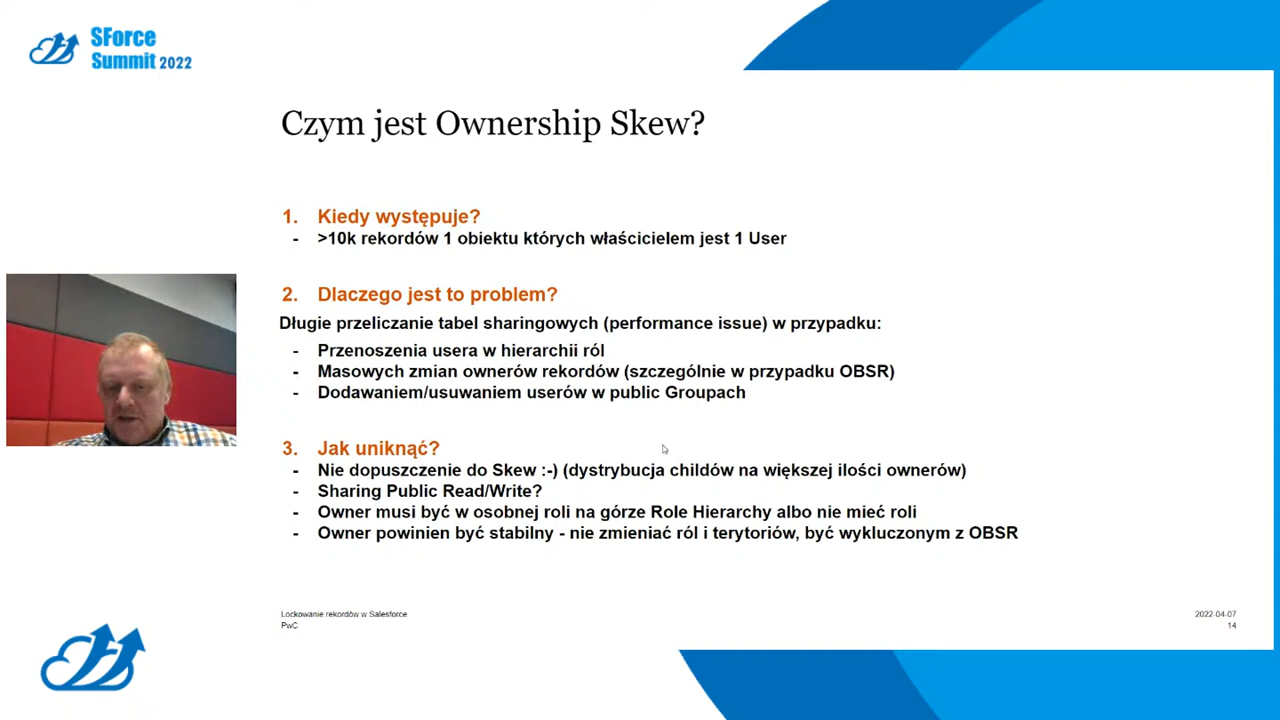 SForce
Summit 2022
Czym jest Ownership Skew?
1. Kiedy występuje?
- >10k rekordów 1 obiektu których właścicielem jest 1 User
2. Dlaczego jest to problem?
Długie przeliczanie tabel sharingowych (performance issue) w przypadku:
- Przenoszenia usera w hierarchii ról
- Masowych zmian ownerów rekordów (szczególnie w przypadku OBSR)
- Dodawaniem/usuwaniem userów w public Groupach
3. Jak uniknąć?
- Nie dopuszczenie do Skew :-) (dystrybucja childów na większej ilości ownerów)
- Sharing Public Read/Write?
- Owner musi być w osobnej roli na górze Role Hierarchy albo nie mieć roli
- Owner powinien być stabilny - nie zmieniać ról i terytoriów, być wykluczonym z OBSR
Lockowanie rekordów w Salesforce
PwC
2022-04-07
14